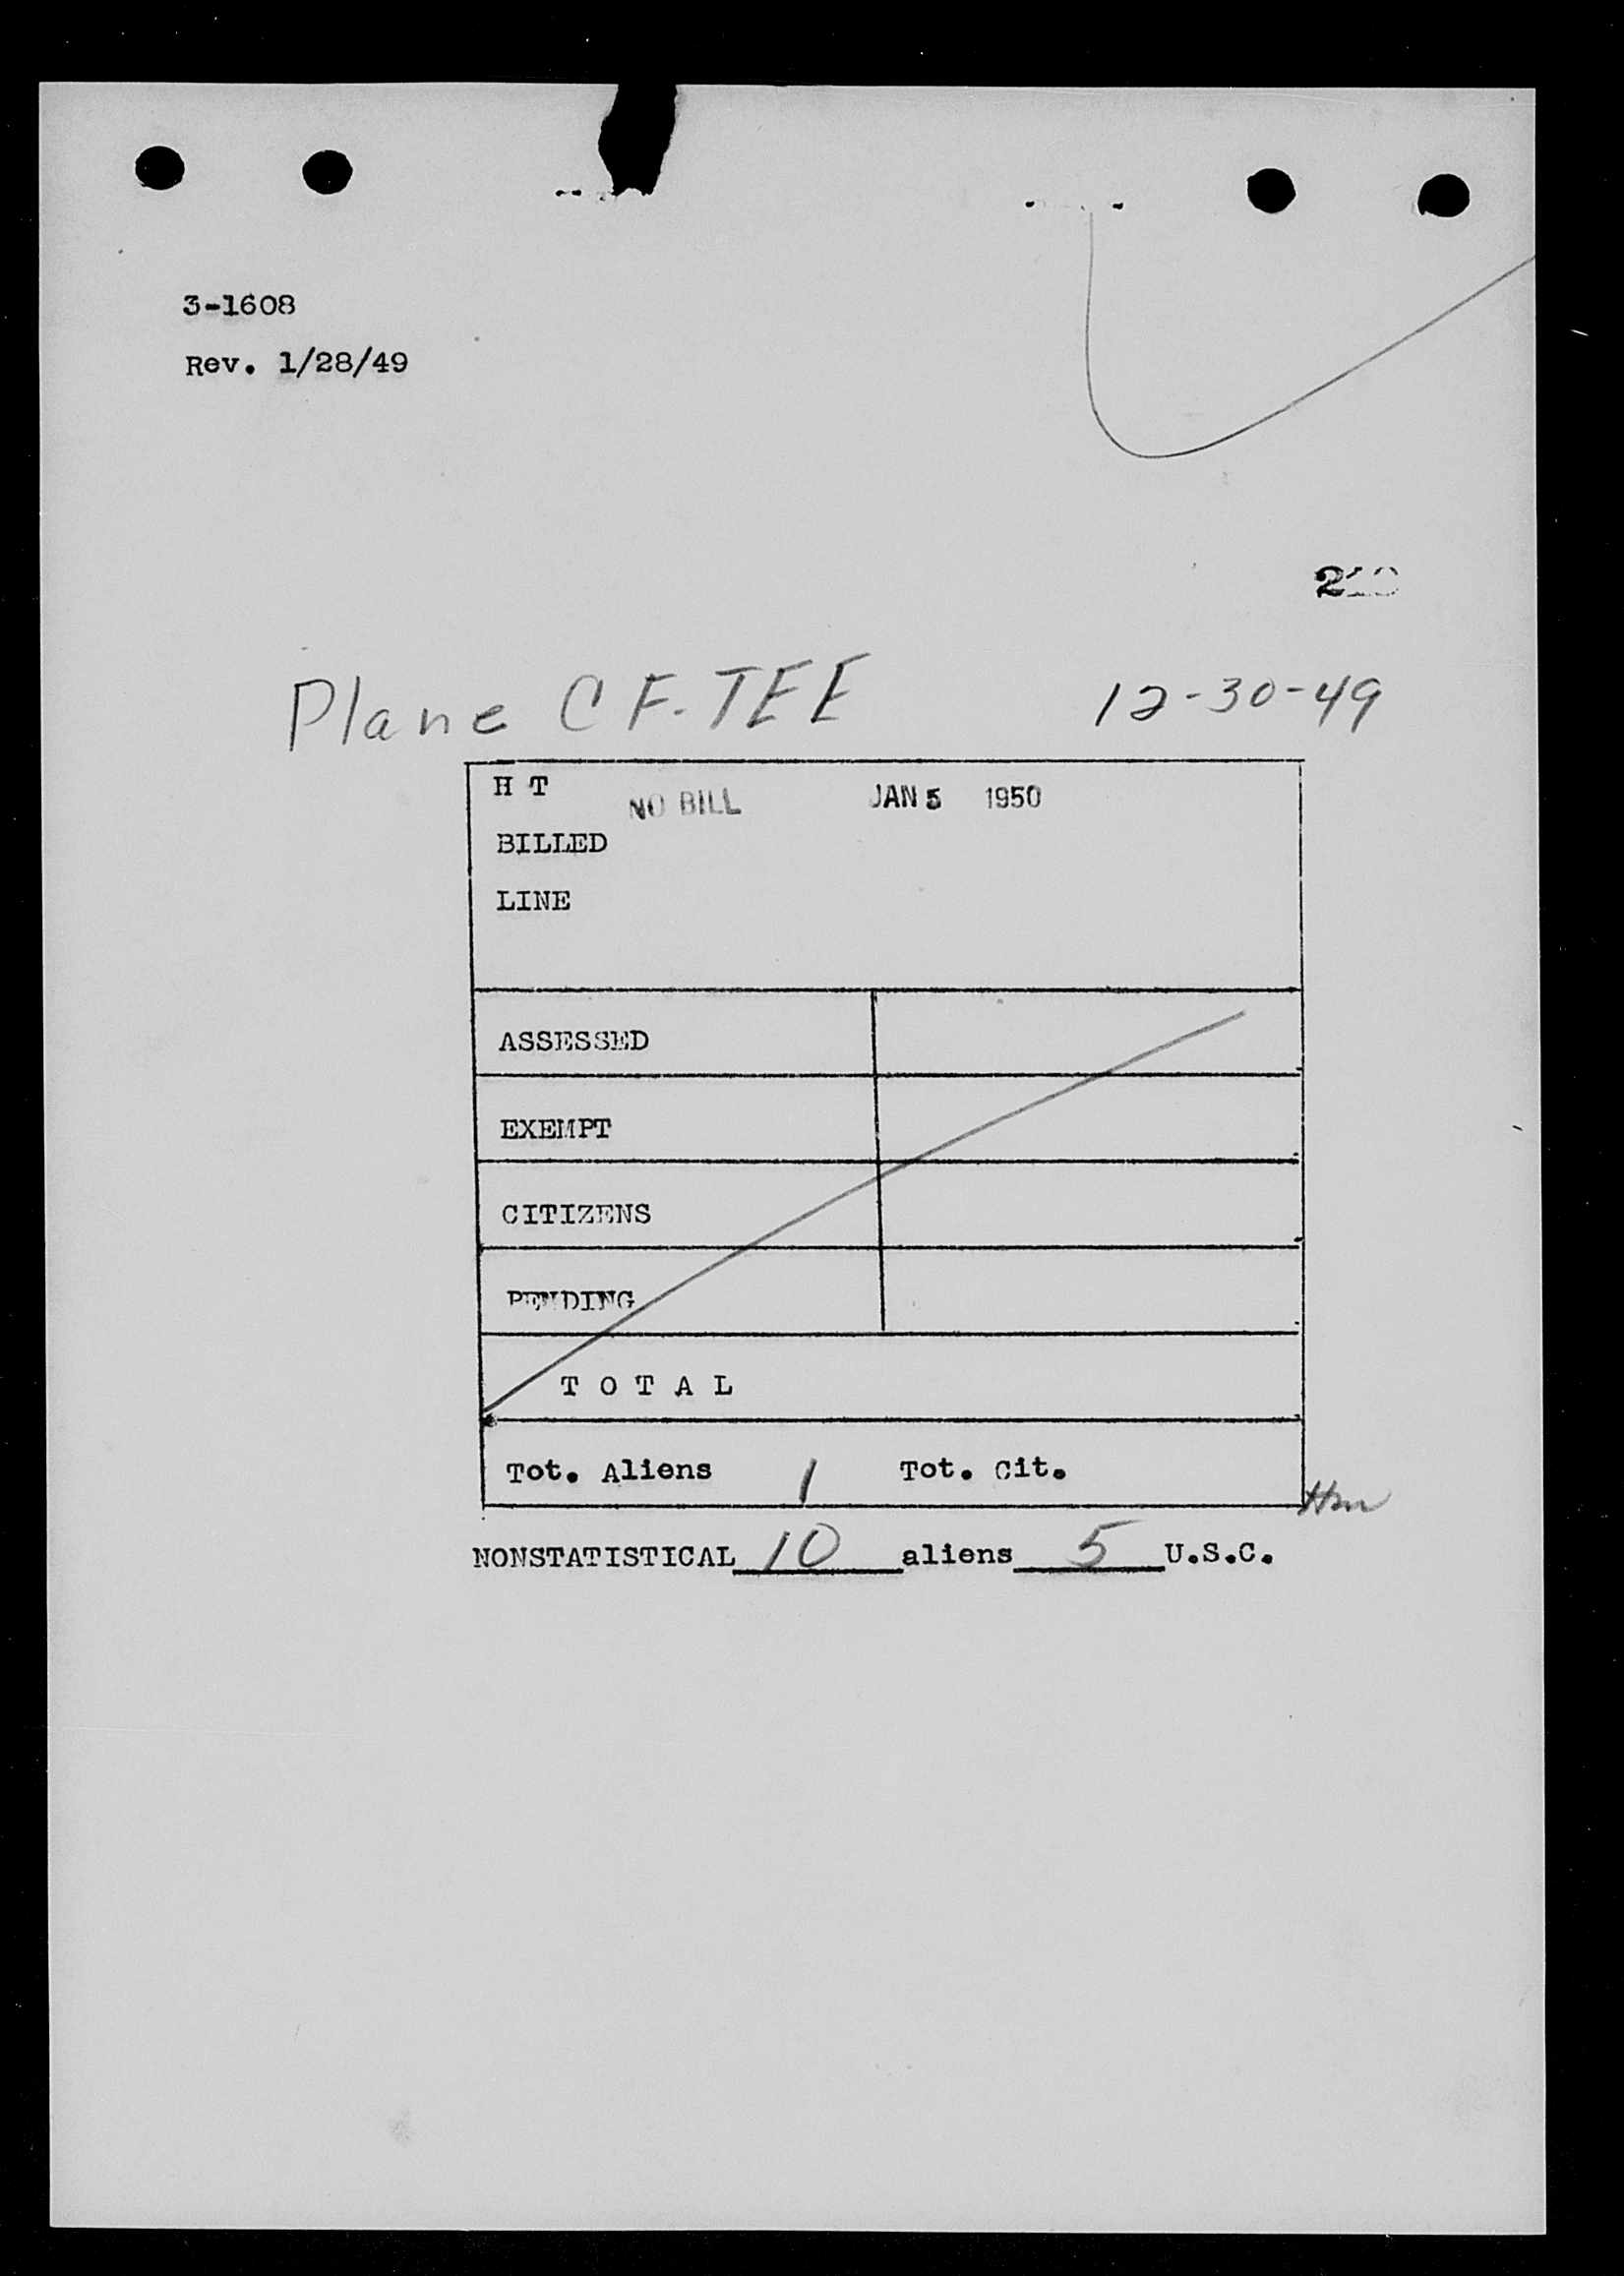 3-1608
Rev. 1/28/49
Plane CF-TEE 12-30-49
H T NO BILL JAN 5 1950
BILLED
LINE
ASSESSED
EXEMPT
CITIZENS
PENDING
T O T A L
Tot. Aliens 1 Tot. Cit.
NONSTATISTICAL 10 aliens 5 U.S.C.